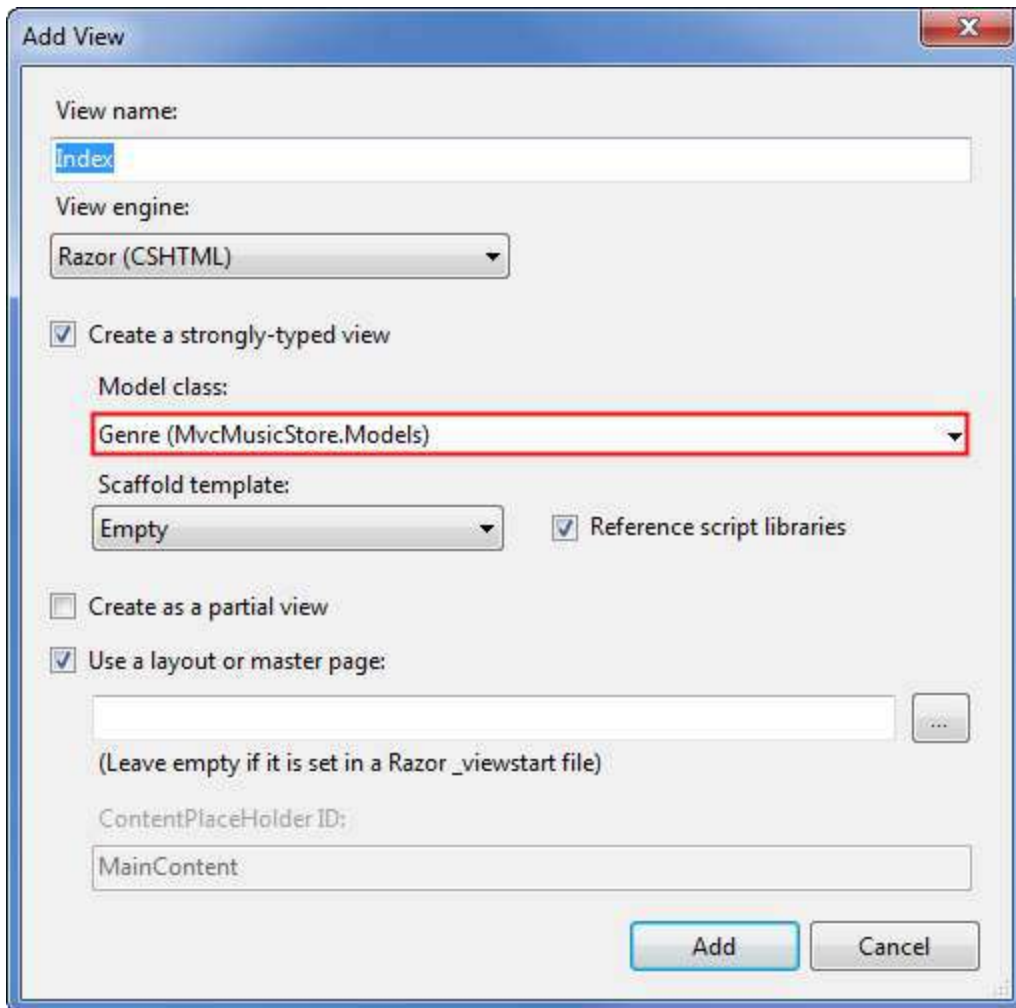 Add View
View name:
Index
View engine:
Razor (CSHTML)
Create a strongly-typed view
Model class:
Genre (MvcMusicStore.Models)
Scaffold template:
Empty
Reference script libraries
Create as a partial view
Use a layout or master page:
...
(Leave empty if it is set in a Razor _viewstart file)
ContentPlaceHolder ID:
MainContent
Add Cancel